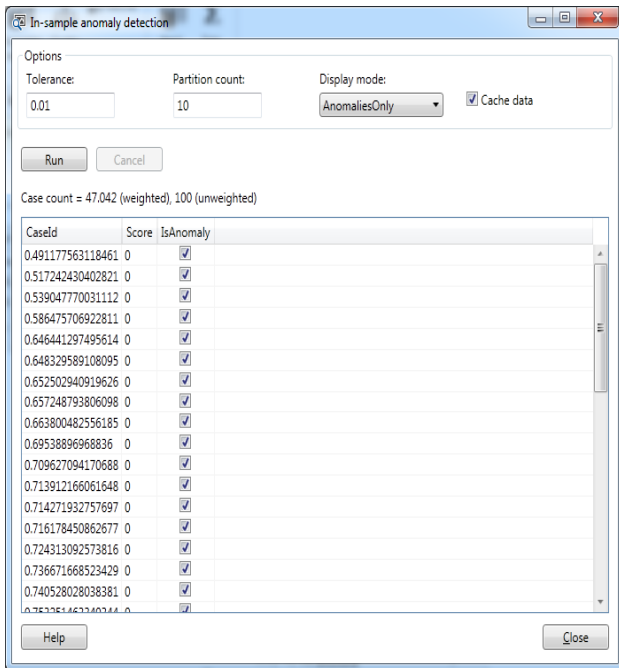 In-sample anomaly detection
Options
Tolerance: Partition count: Display mode:
0.01 10 AnomaliesOnly Cache data
Run Cancel
Case count = 47.042 (weighted), 100 (unweighted)
CaseId Score IsAnomaly
0.491177563118461 0
0.517242430402821 0
0.539047770031112 0
0.586475706922811 0
0.646441297495614 0
0.648329589108095 0
0.652502940919626 0
0.657248793806098 0
0.663800482556185 0
0.69538896968836 0
0.709627094170688 0
0.713912166061648 0
0.714271932757697 0
0.716178450862677 0
0.724313092573816 0
0.736671668523429 0
0.740528028038381 0
Help Close